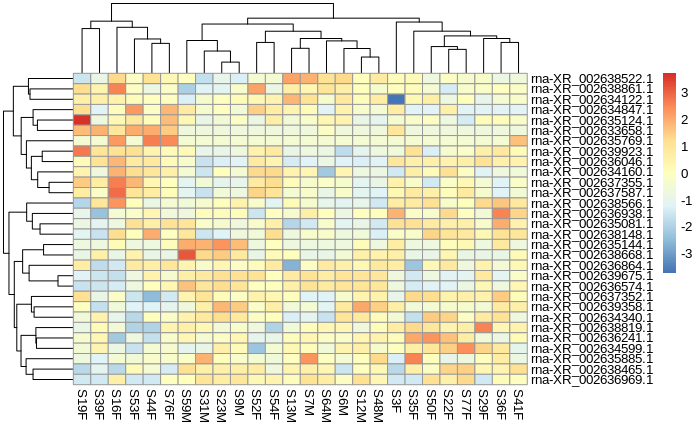 rna-XR_002638522.1
rna-XR_002638861.1
rna-XR_002634122.1
rna-XR_002634847.1
rna-XR_002635124.1
rna-XR_002633658.1
rna-XR_002635769.1
rna-XR_002639923.1
rna-XR_002636046.1
rna-XR_002634160.1
rna-XR_002637355.1
rna-XR_002637587.1
rna-XR_002638566.1
rna-XR_002636938.1
rna-XR_002635081.1
rna-XR_002638148.1
rna-XR_002635144.1
rna-XR_002638668.1
rna-XR_002636864.1
rna-XR_002639675.1
rna-XR_002636574.1
rna-XR_002637352.1
rna-XR_002639358.1
rna-XR_002634340.1
rna-XR_002638819.1
rna-XR_002636241.1
rna-XR_002634599.1
rna-XR_002635885.1
rna-XR_002638465.1
rna-XR_002636969.1
S19F
S39F
S16F
S53F
S44F
S76F
S59M
S31M
S23M
S9M
S52F
S54F
S13M
S7M
S64M
S6M
S12M
S48M
S3F
S35F
S50F
S22F
S77F
S29F
S36F
S41F
3
2
1
0
-1
-2
-3